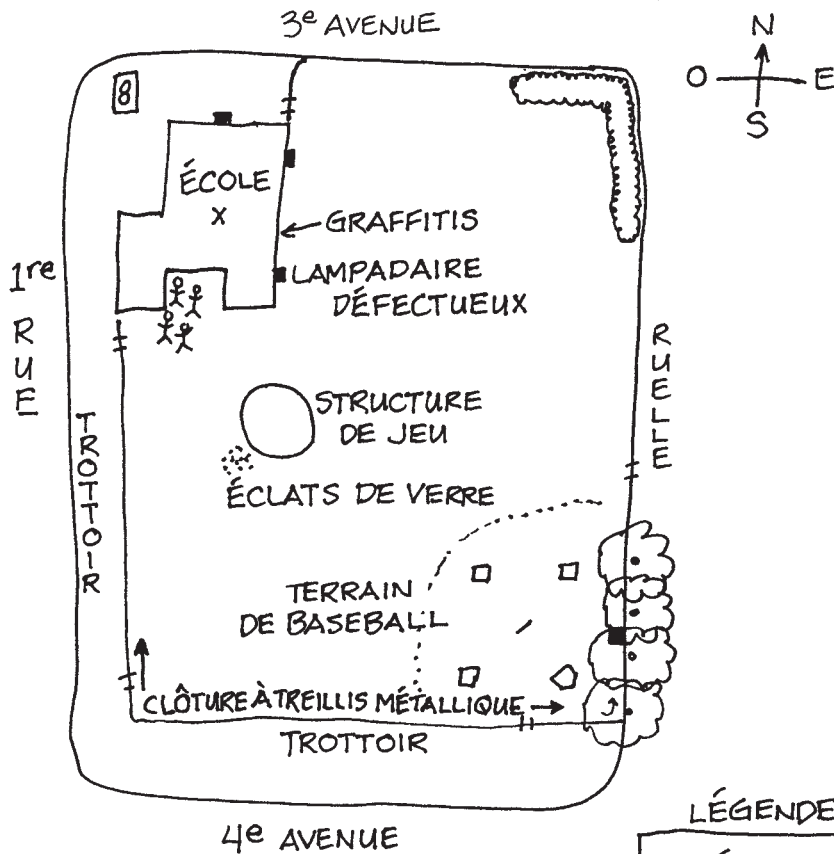 3e AVENUE
N
O E
S
8
ÉCOLE
X
GRAFFITIS
LAMPADAIRE
DÉFECTUEUX
1re
RUE
TROTTOIR
STRUCTURE
DE JEU
ÉCLATS DE VERRE
RUELLE
TERRAIN
DE BASEBALL
CLÔTURE À TREILLIS MÉTALLIQUE
TROTTOIR
4e AVENUE
LÉGENDE